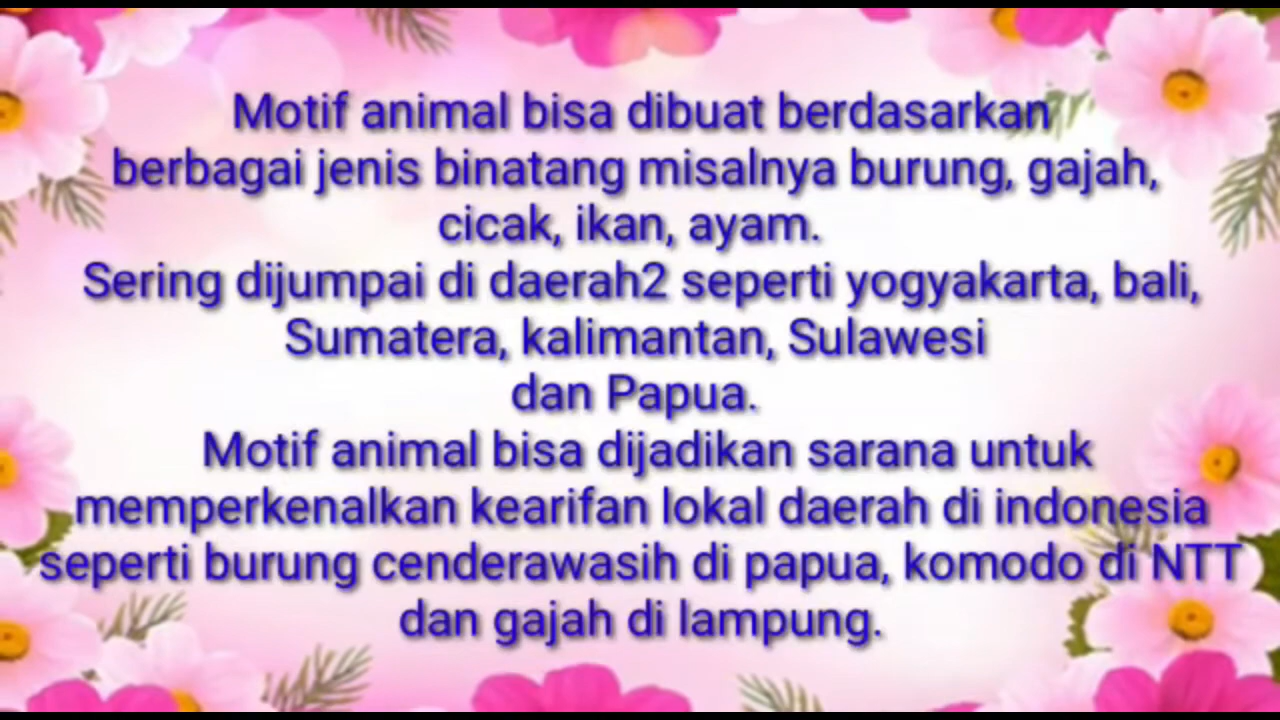 Motif animal bisa dibuat berdasarkan
berbagai jenis binatang misalnya burung, gajah,
cicak, ikan, ayam.
Sering dijumpai di daerah2 seperti yogyakarta, bali,
Sumatera, kalimantan, Sulawesi
dan Papua.
Motif animal bisa dijadikan sarana untuk
memperkenalkan kearifan lokal daerah di indonesia
seperti burung cenderawasih di papua, komodo di NTT
dan gajah di lampung.